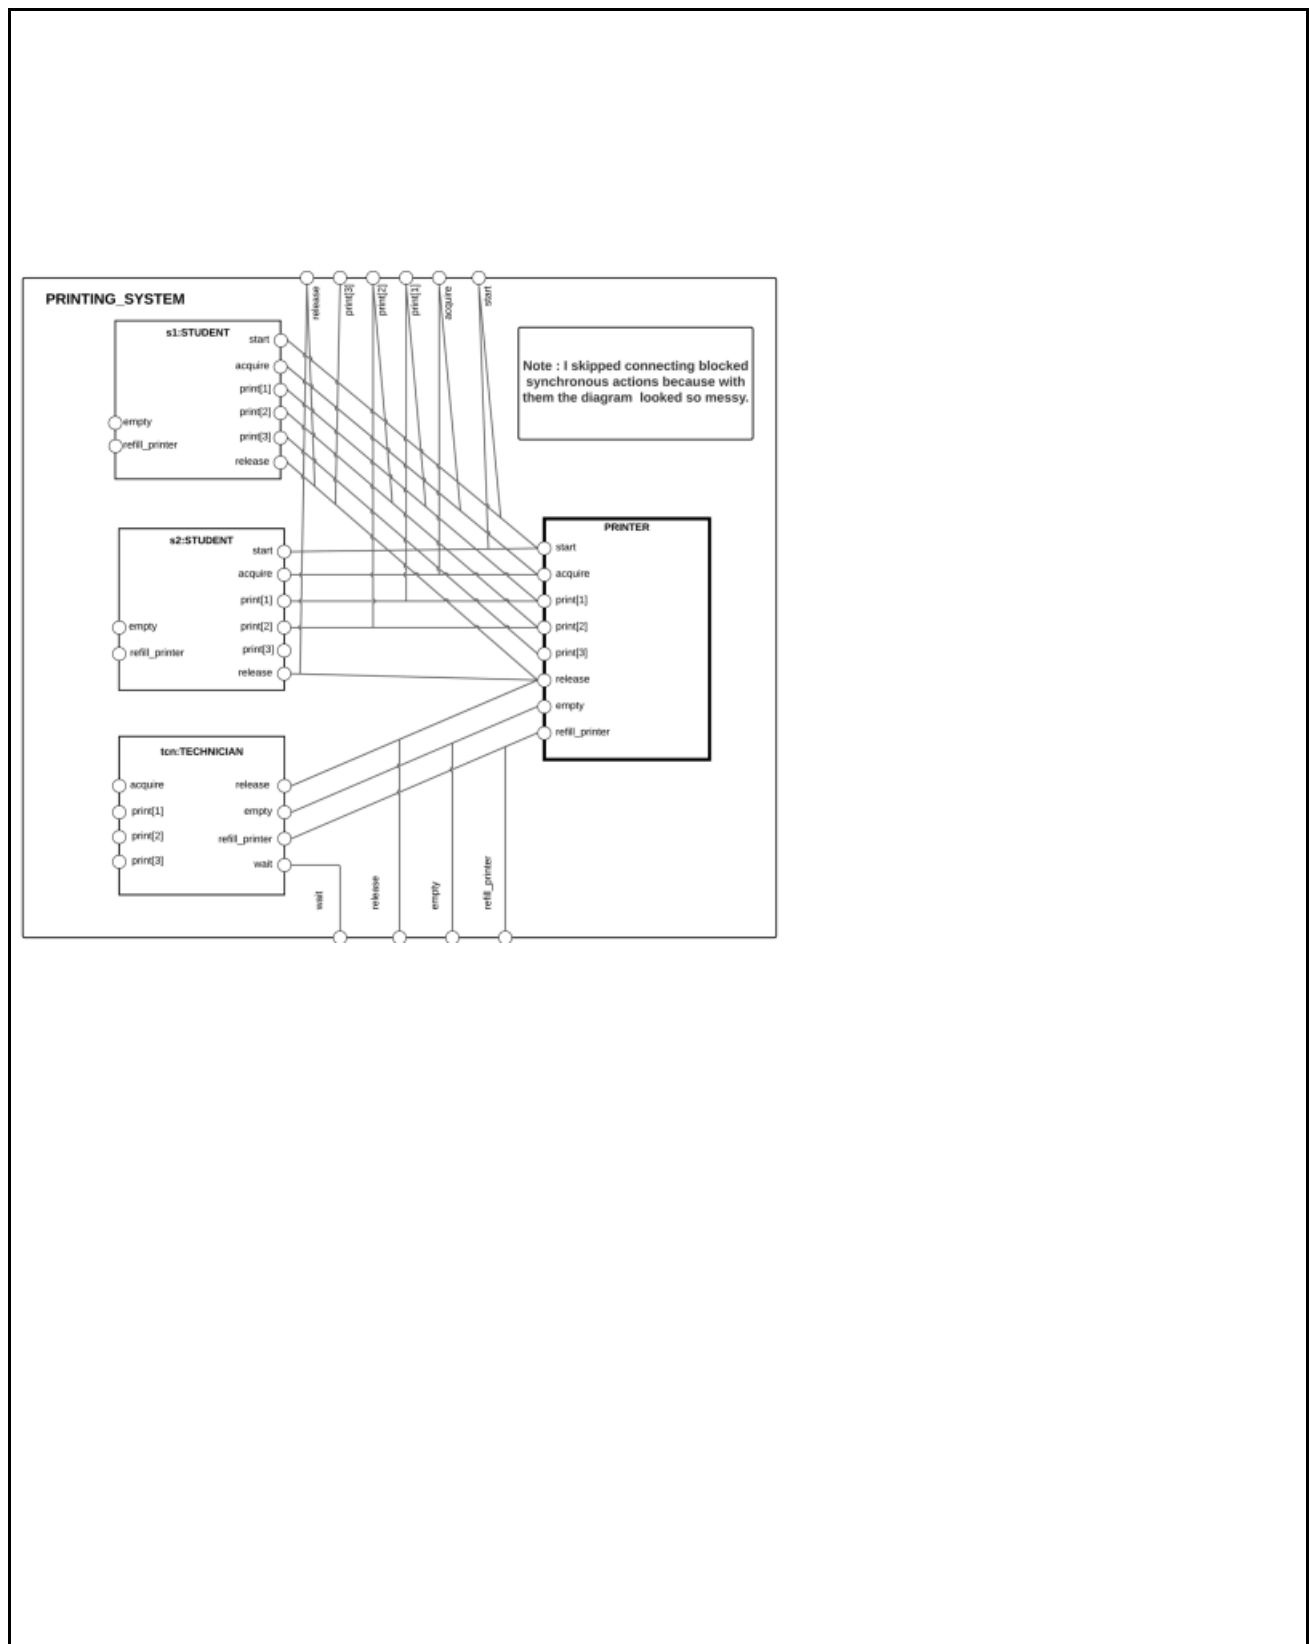 release
print[3]
print[2]
print[1]
acquire
start
PRINTING_SYSTEM
s1:STUDENT
start
acquire
print[1]
print[2]
print[3]
release
empty
refill_printer
Note : I skipped connecting blocked
synchronous actions because with
them the diagram looked so messy.
s2:STUDENT
start
acquire
print[1]
print[2]
print[3]
release
empty
refill_printer
PRINTER
start
acquire
print[1]
print[2]
print[3]
release
empty
refill_printer
tcn:TECHNICIAN
acquire
print[1]
print[2]
print[3]
release
empty
refill_printer
wait
wait
release
empty
refill_printer